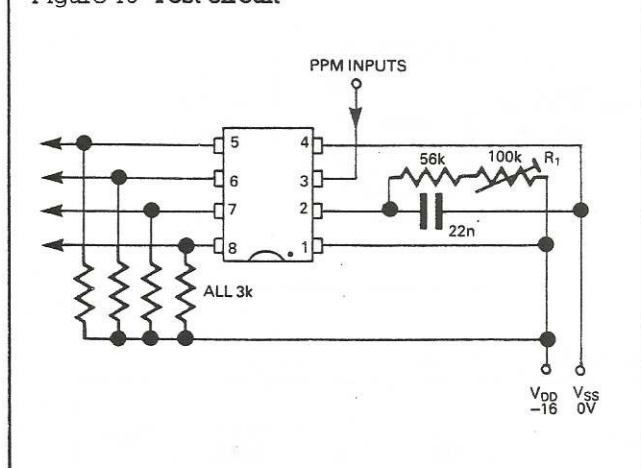 Figure 10 Test circuit
PPM INPUTS
5
4
56k
100k
R1
6
3
7
2
22n
8
1
ALL 3k
VDD
-16
VSS
0V